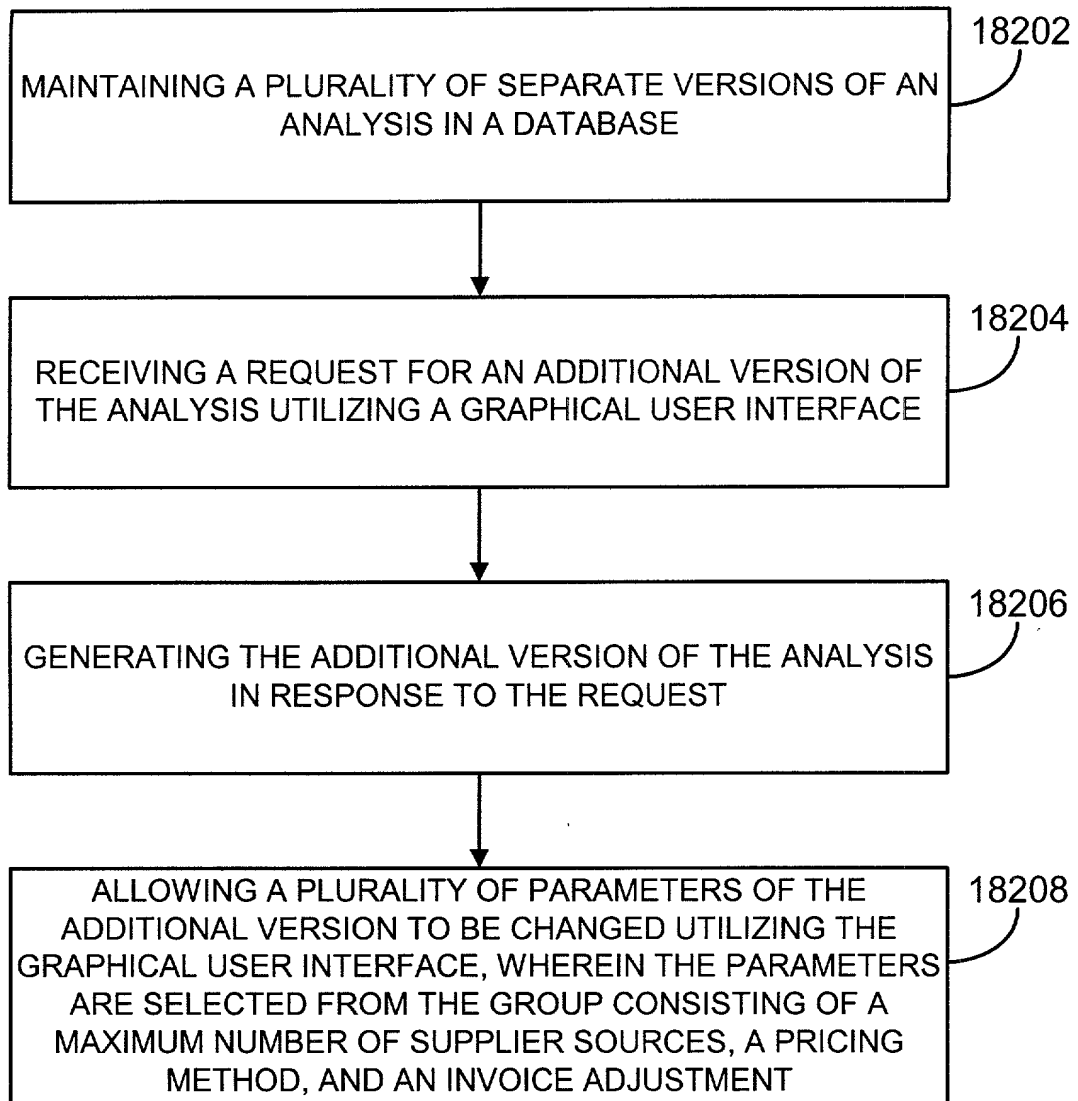 18202
MAINTAINING A PLURALITY OF SEPARATE VERSIONS OF AN
ANALYSIS IN A DATABASE
18204
RECEIVING A REQUEST FOR AN ADDITIONAL VERSION OF
THE ANALYSIS UTILIZING A GRAPHICAL USER INTERFACE
18206
GENERATING THE ADDITIONAL VERSION OF THE ANALYSIS
IN RESPONSE TO THE REQUEST
18208
ALLOWING A PLURALITY OF PARAMETERS OF THE
ADDITIONAL VERSION TO BE CHANGED UTILIZING THE
GRAPHICAL USER INTERFACE, WHEREIN THE PARAMETERS
ARE SELECTED FROM THE GROUP CONSISTING OF A
MAXIMUM NUMBER OF SUPPLIER SOURCES, A PRICING
METHOD, AND AN INVOICE ADJUSTMENT